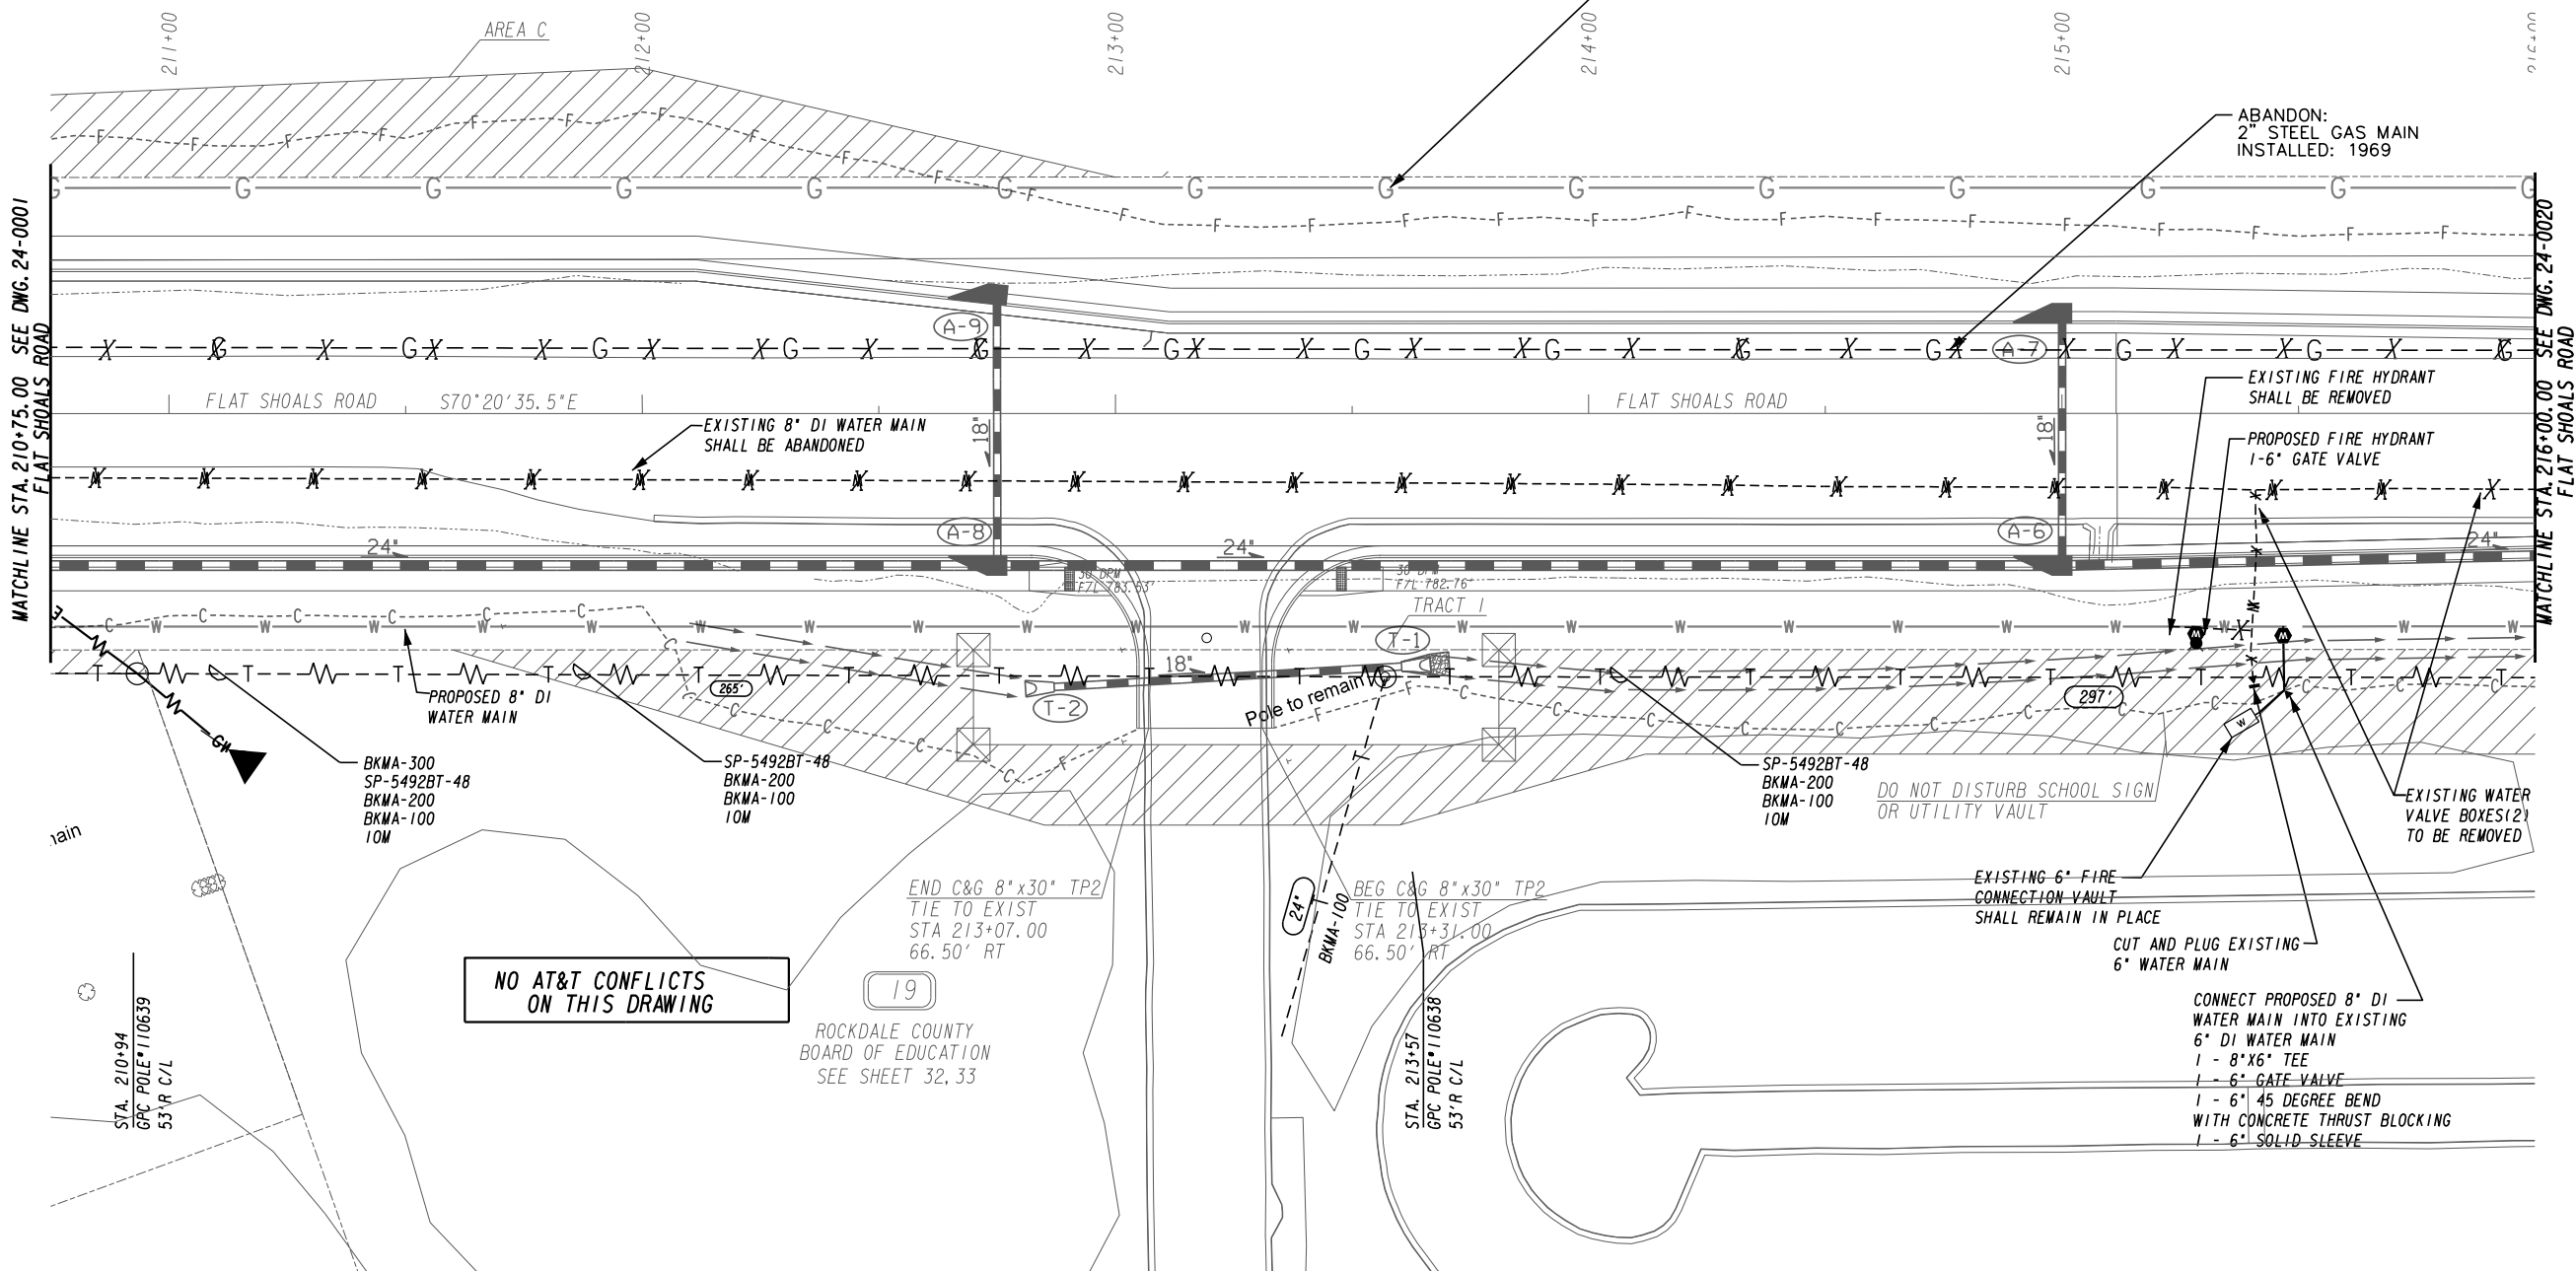 211+00
212+00
213+00
214+00
215+00
216+00
AREA C
ABANDON:
2" STEEL GAS MAIN
INSTALLED: 1969
MATCHLINE STA. 210+75.00 SEE DWG. 24-0001
FLAT SHOALS ROAD
MATCHLINE STA. 216+00.00 SEE DWG. 24-0020
FLAT SHOALS ROAD
A-9
A-7
EXISTING FIRE HYDRANT
SHALL BE REMOVED
FLAT SHOALS ROAD S70°20'35.5"E
FLAT SHOALS ROAD
EXISTING 8" DI WATER MAIN
SHALL BE ABANDONED
18"
18"
PROPOSED FIRE HYDRANT
1-6" GATE VALVE
A-8
A-6
24"
24"
24"
F/L 783.53
F/L 782.76
TRACT 1
T-1
18"
T-2
Pole to remain
265'
297'
PROPOSED 8" DI
WATER MAIN
BKMA-300
SP-5492BT-48
BKMA-200
BKMA-100
10M
SP-5492BT-48
BKMA-200
BKMA-100
10M
SP-5492BT-48
BKMA-200
BKMA-100
10M
DO NOT DISTURB SCHOOL SIGN
OR UTILITY VAULT
EXISTING WATER
VALVE BOXES(2)
TO BE REMOVED
EXISTING 6" FIRE
CONNECTION VAULT
SHALL REMAIN IN PLACE
CUT AND PLUG EXISTING
6" WATER MAIN
CONNECT PROPOSED 8" DI
WATER MAIN INTO EXISTING
6" DI WATER MAIN
1 - 8"X6" TEE
1 - 6" GATE VALVE
1 - 6" 45 DEGREE BEND
WITH CONCRETE THRUST BLOCKING
1 - 6" SOLID SLEEVE
END C&G 8"x30" TP2
TIE TO EXIST
STA 213+07.00
66.50' RT
24"
BKMA-100
BEG C&G 8"x30" TP2
TIE TO EXIST
STA 213+31.00
66.50' RT
NO AT&T CONFLICTS
ON THIS DRAWING
19
ROCKDALE COUNTY
BOARD OF EDUCATION
SEE SHEET 32,33
STA. 210+94
GPC POLE#110639
53'R C/L
STA. 213+57
GPC POLE#110638
53'R C/L